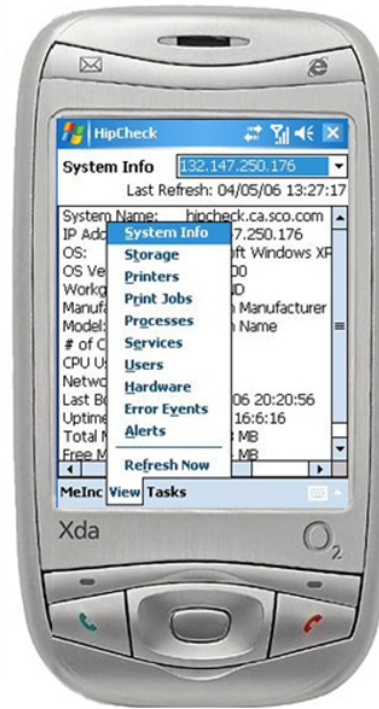 HipCheck
System Info 132.147.250.176
Last Refresh: 04/05/06 13:27:17
System Name: hipcheck.ca.sco.com
IP Add 47.250.176
System Info
OS: ft Windows XP
Storage
OS Ve 00
Printers
Workg
Print Jobs
Manufa n Manufacturer
Processes
Model: n Name
Services
# of C
Users
CPU U
Hardware
Netwo
Error Events
Last Bo 06 20:20:56
Alerts
Uptime 16:6:16
Total M MB
Refresh Now
Free M MB
MeInc View Tasks
Xda
O2